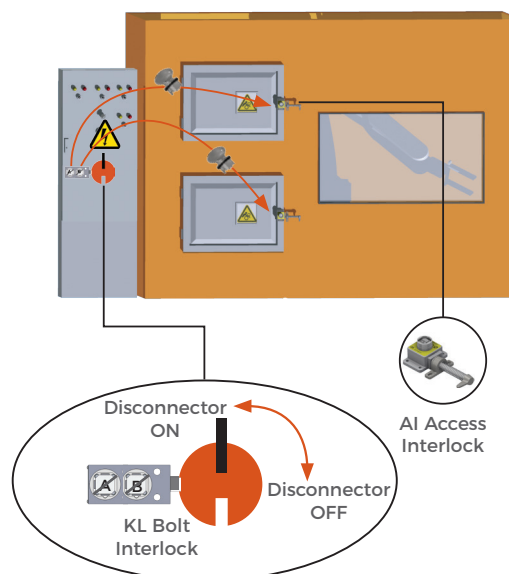 A B
AI Access
Interlock
Disconnector
ON
A B
Disconnector
OFF
KL Bolt
Interlock